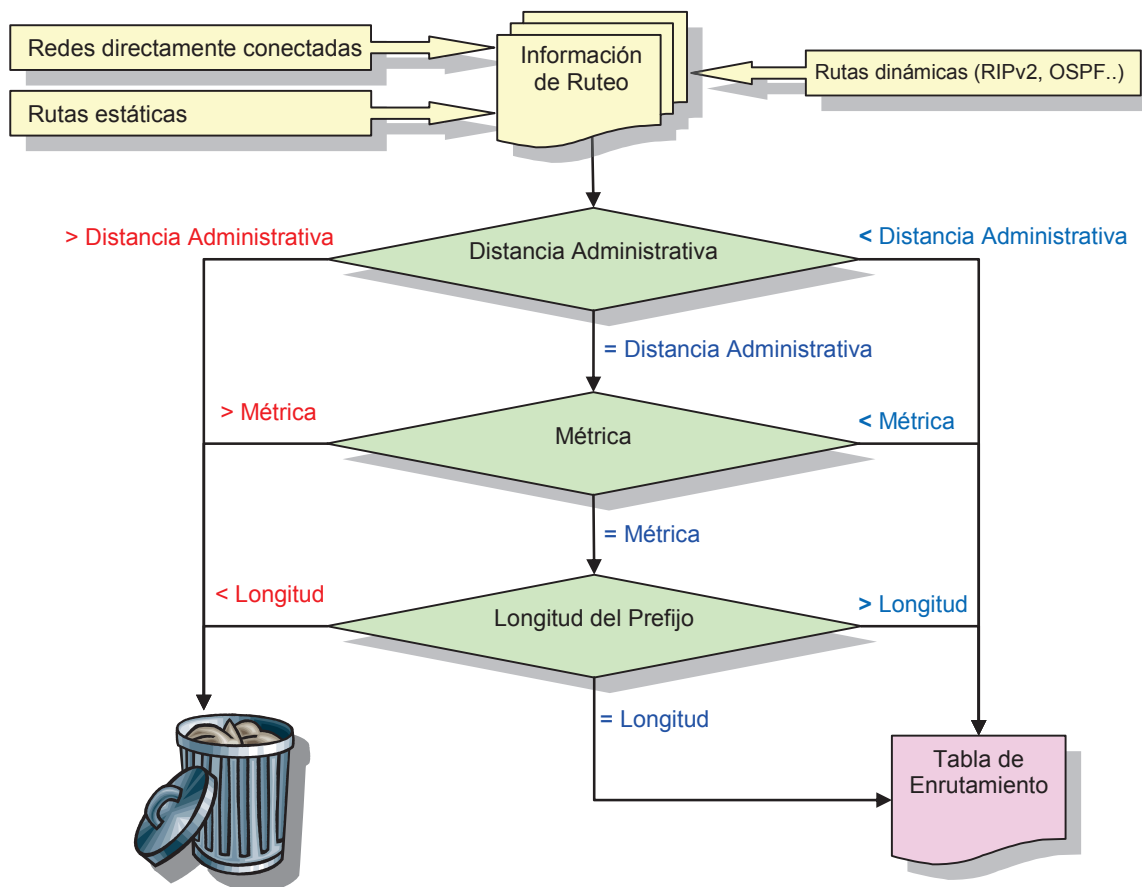 Redes directamente conectadas
Información
de Ruteo
Rutas dinámicas (RIPv2, OSPF..)
Rutas estáticas
> Distancia Administrativa
Distancia Administrativa
< Distancia Administrativa
= Distancia Administrativa
> Métrica
Métrica
< Métrica
= Métrica
< Longitud
Longitud del Prefijo
> Longitud
= Longitud
Tabla de
Enrutamiento